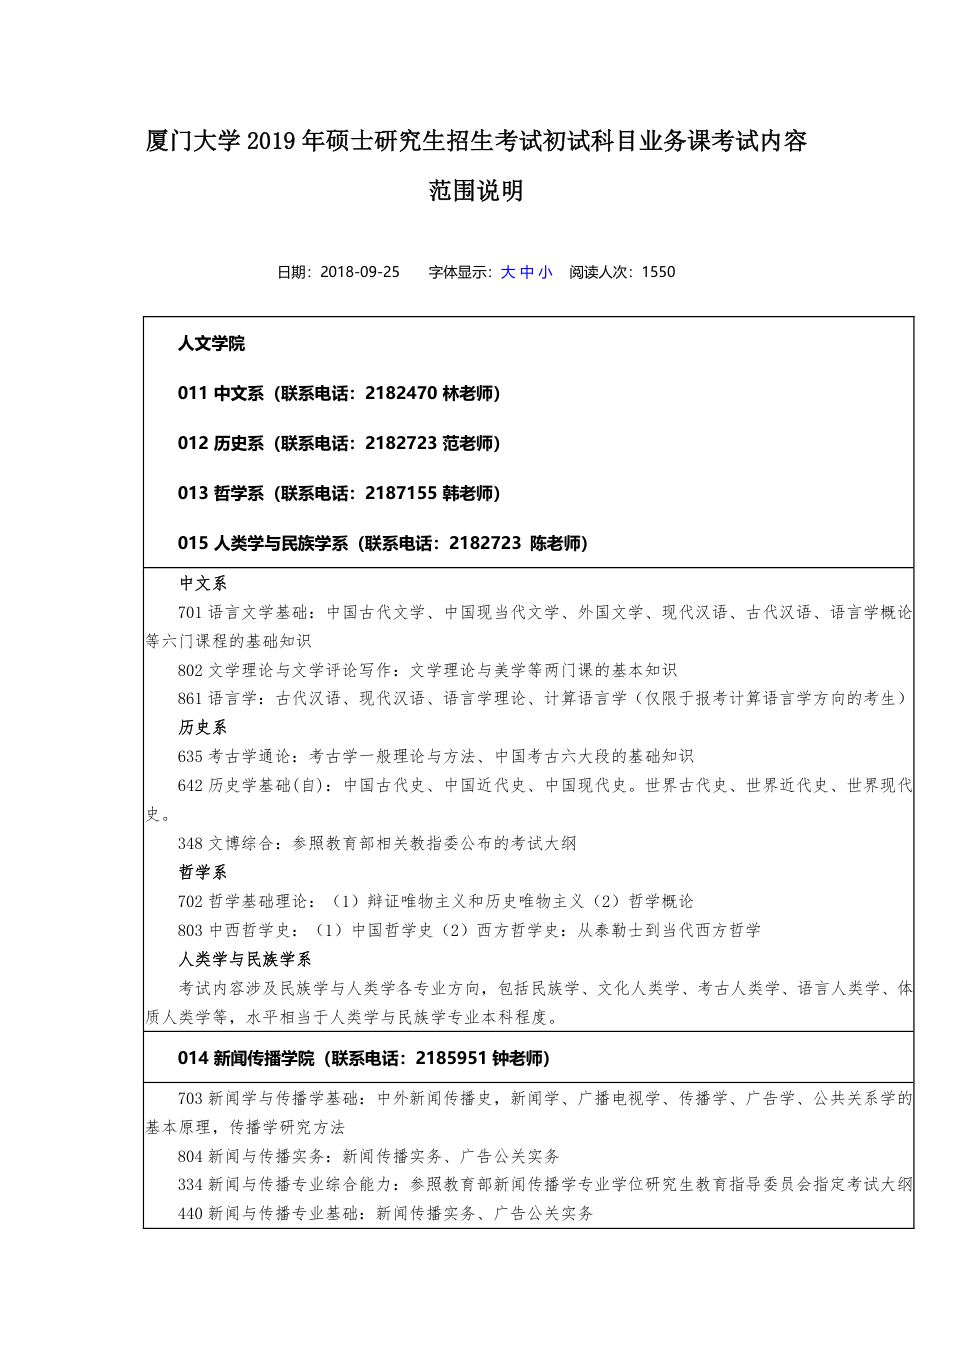 厦门大学 2019 年硕士研究生招生考试初试科目业务课考试内容
范围说明
日期：2018-09-25 字体显示：大 中 小 阅读人次：1550
人文学院
011 中文系（联系电话：2182470 林老师）
012 历史系（联系电话：2182723 范老师）
013 哲学系（联系电话：2187155 韩老师）
015 人类学与民族学系（联系电话：2182723 陈老师）
中文系
701 语言文学基础：中国古代文学、中国现当代文学、外国文学、现代汉语、古代汉语、语言学概论
等六门课程的基础知识
802 文学理论与文学评论写作：文学理论与美学等两门课的基本知识
861 语言学：古代汉语、现代汉语、语言学理论、计算语言学（仅限于报考计算语言学方向的考生）
历史系
635 考古学通论：考古学一般理论与方法、中国考古六大段的基础知识
642 历史学基础(自)：中国古代史、中国近代史、中国现代史。世界古代史、世界近代史、世界现代
史。
348 文博综合：参照教育部相关教指委公布的考试大纲
哲学系
702 哲学基础理论：（1）辩证唯物主义和历史唯物主义（2）哲学概论
803 中西哲学史：（1）中国哲学史（2）西方哲学史：从泰勒士到当代西方哲学
人类学与民族学系
考试内容涉及民族学与人类学各专业方向，包括民族学、文化人类学、考古人类学、语言人类学、体
质人类学等，水平相当于人类学与民族学专业本科程度。
014 新闻传播学院（联系电话：2185951 钟老师）
703 新闻学与传播学基础：中外新闻传播史，新闻学、广播电视学、传播学、广告学、公共关系学的
基本原理，传播学研究方法
804 新闻与传播实务：新闻传播实务、广告公关实务
334 新闻与传播专业综合能力：参照教育部新闻传播学专业学位研究生教育指导委员会指定考试大纲
440 新闻与传播专业基础：新闻传播实务、广告公关实务